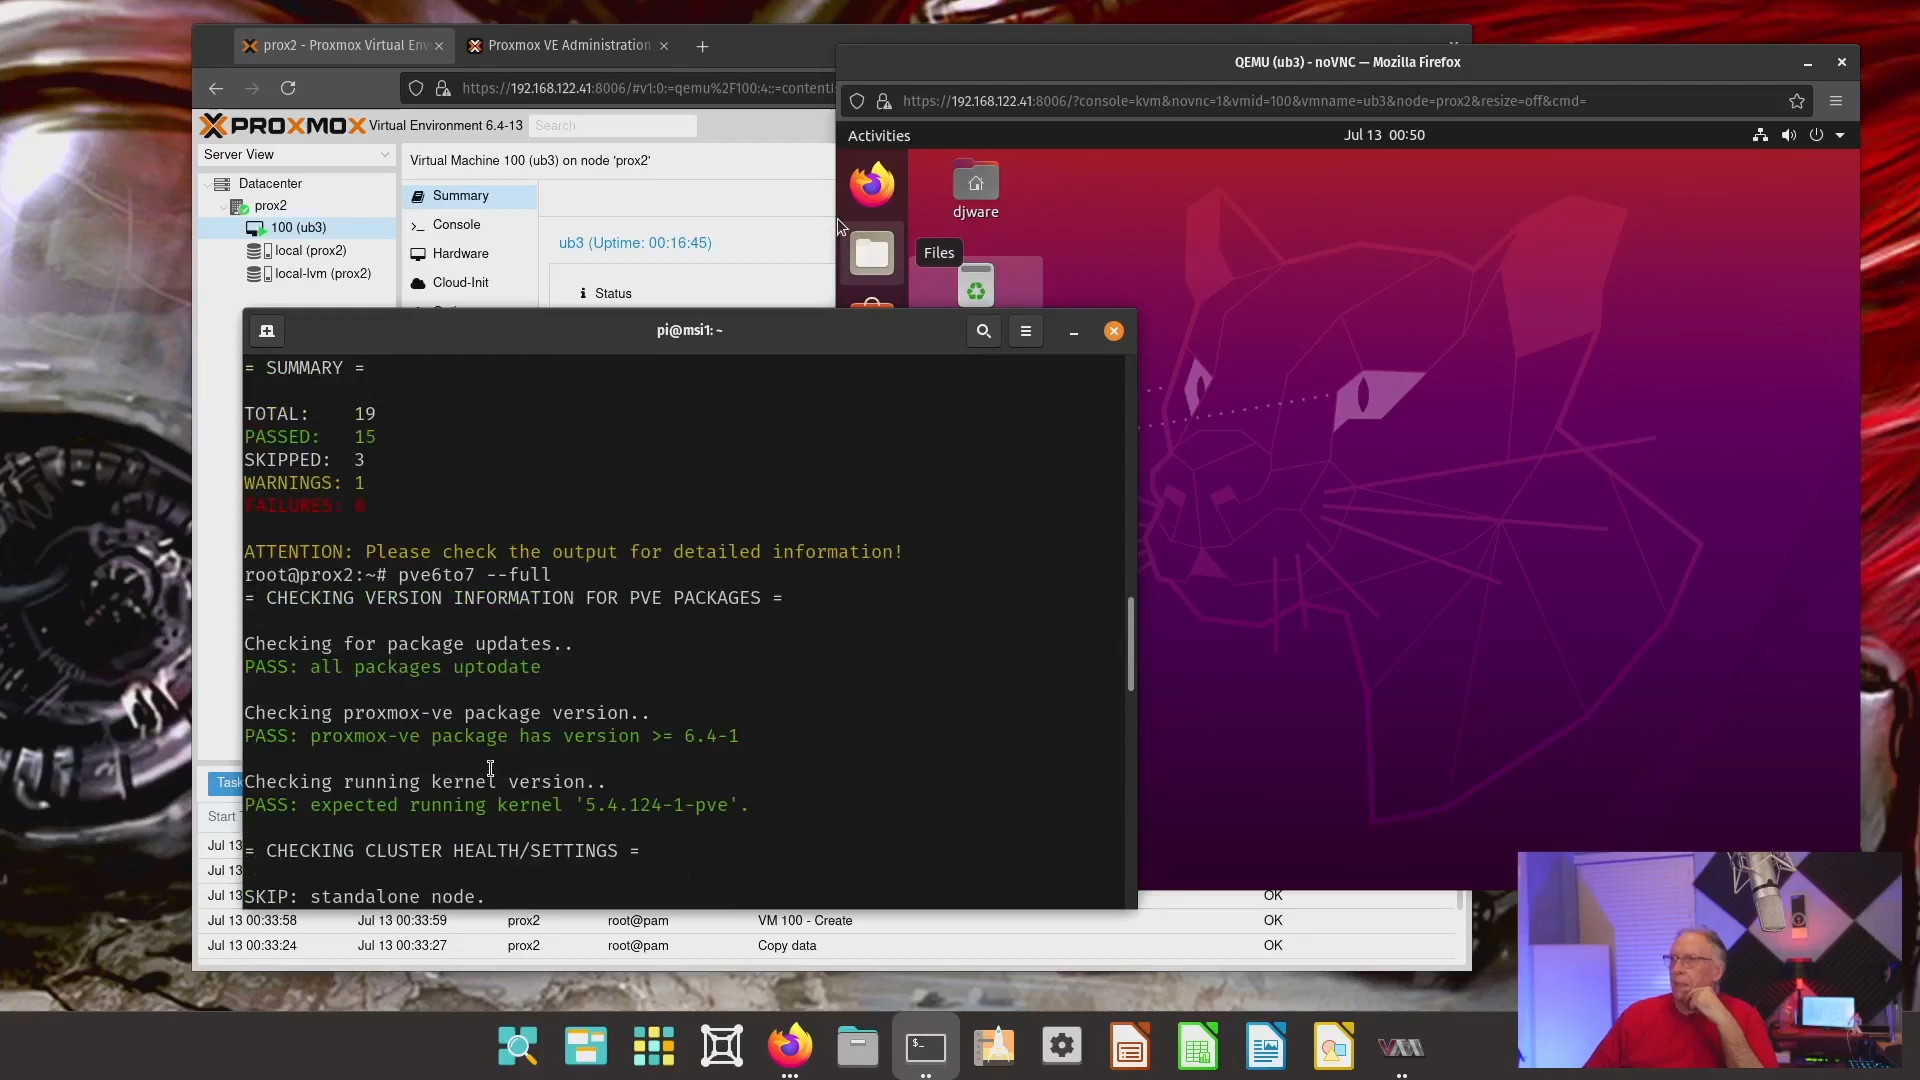 prox2 - Proxmox Virtual Env
Proxmox VE Administration
https://192.168.122.41:8006/#v1:0:=qemu%2F100:4::=contentI
PROXMOX Virtual Environment 6.4-13
Search
Server View
Datacenter
prox2
100 (ub3)
local (prox2)
local-lvm (prox2)
Virtual Machine 100 (ub3) on node 'prox2'
Summary
Console
Hardware
Cloud-Init
ub3 (Uptime: 00:16:45)
Status
QEMU (ub3) - noVNC — Mozilla Firefox
https://192.168.122.41:8006/?console=kvm&novnc=1&vmid=100&vmname=ub3&node=prox2&resize=off&cmd=
Activities
Jul 13 00:50
djware
Files
pi@msi1: ~
= SUMMARY =
TOTAL: 19
PASSED: 15
SKIPPED: 3
WARNINGS: 1
FAILURES: 0
ATTENTION: Please check the output for detailed information!
root@prox2:~# pve6to7 --full
= CHECKING VERSION INFORMATION FOR PVE PACKAGES =
Checking for package updates..
PASS: all packages uptodate
Checking proxmox-ve package version..
PASS: proxmox-ve package has version >= 6.4-1
Checking running kernel version..
PASS: expected running kernel '5.4.124-1-pve'.
= CHECKING CLUSTER HEALTH/SETTINGS =
SKIP: standalone node.
Task
Start
Jul 13
Jul 13
Jul 13 OK
Jul 13 00:33:58 Jul 13 00:33:59 prox2 root@pam VM 100 - Create OK
Jul 13 00:33:24 Jul 13 00:33:27 prox2 root@pam Copy data OK